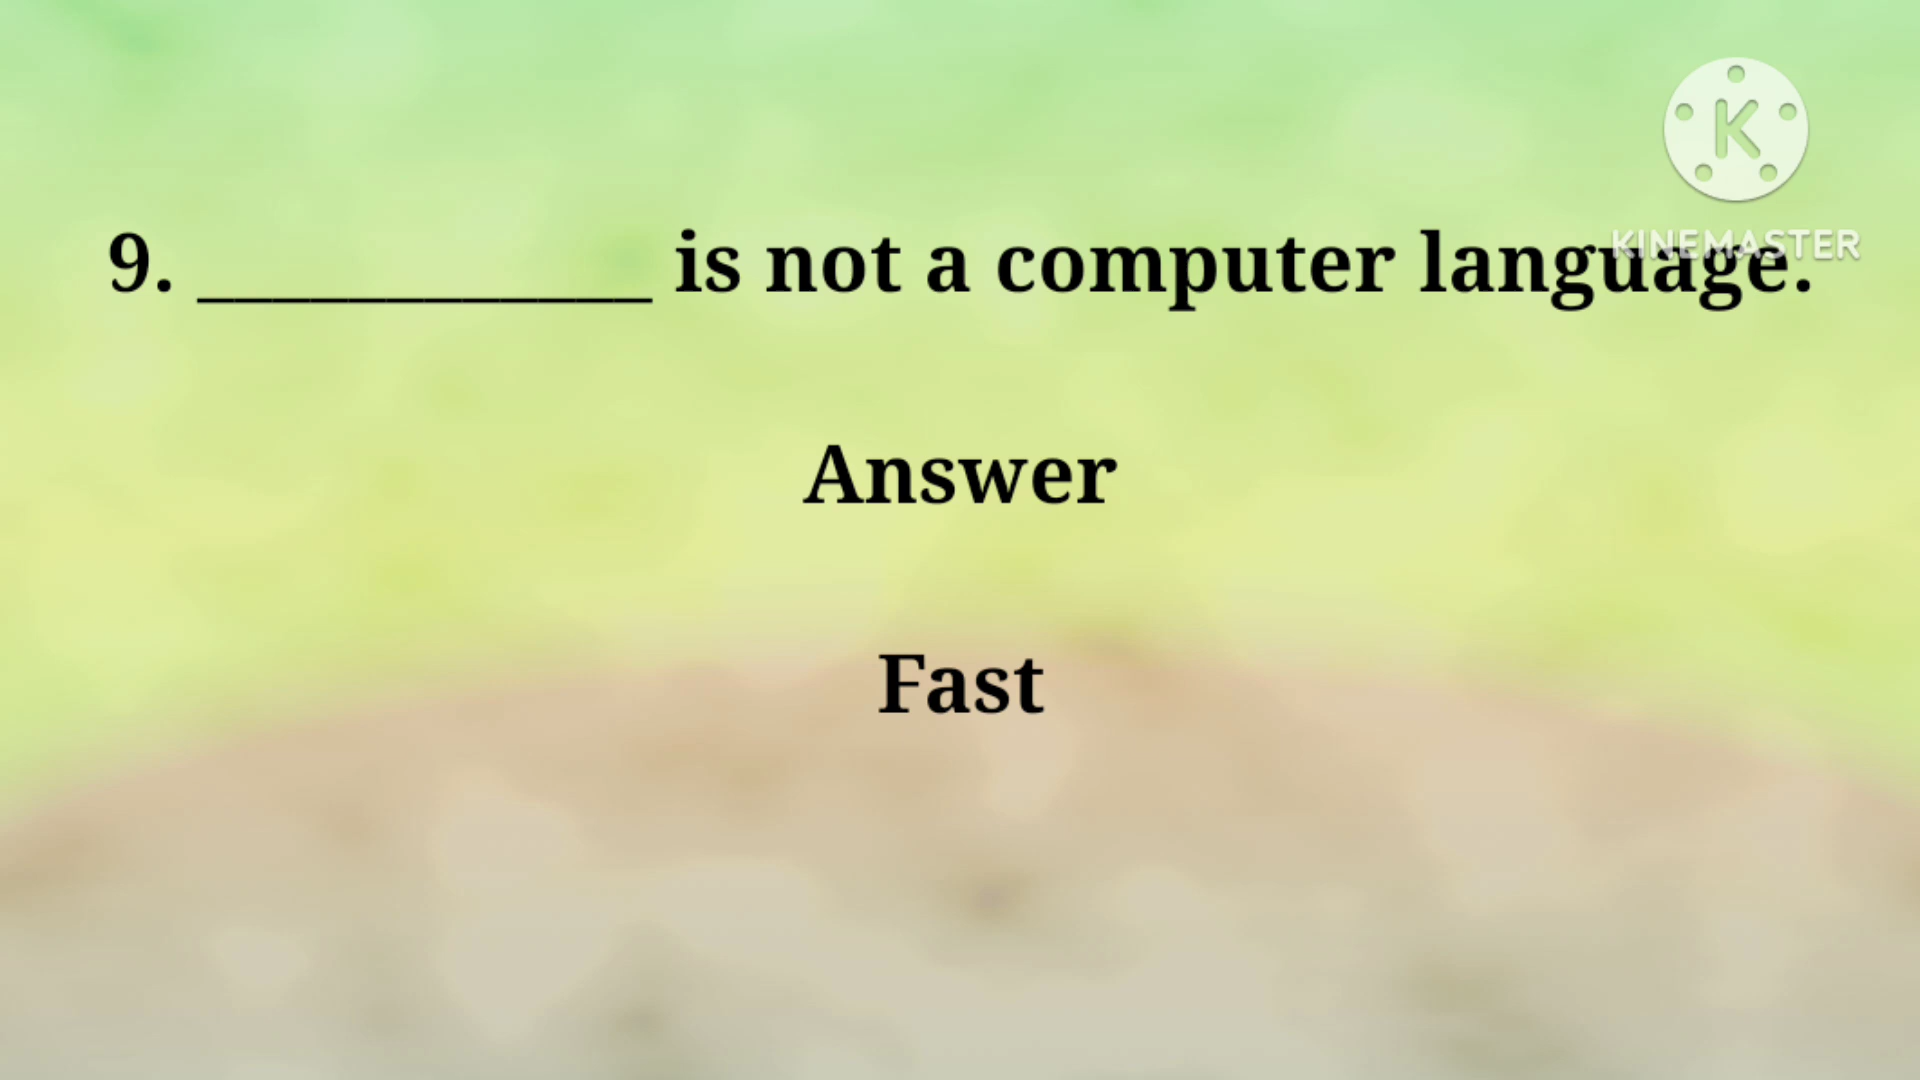 K
KINEMASTER
9. ____________ is not a computer language.
Answer
Fast